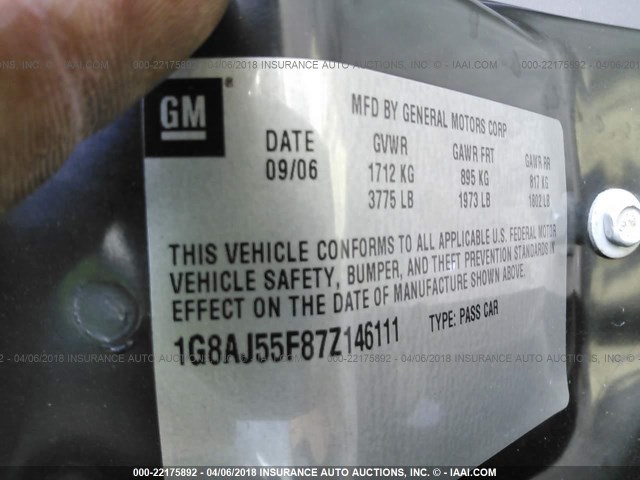 000-22175892 - 04/06/2018 INSURANCE AUTO AUCTIONS, INC. - © - IAAI.COM
GM®
MFD BY GENERAL MOTORS CORP
DATE GVWR GAWR FRT GAWR RR
09/06 1712 KG 895 KG 817 KG
3775 LB 1973 LB 1802 LB
THIS VEHICLE CONFORMS TO ALL APPLICABLE U.S. FEDERAL MOTOR
VEHICLE SAFETY, BUMPER, AND THEFT PREVENTION STANDARDS IN
EFFECT ON THE DATE OF MANUFACTURE SHOWN ABOVE.
1G8AJ55F87Z146111 TYPE: PASS CAR
000-22175892 - 04/06/2018 INSURANCE AUTO AUCTIONS, INC. - © - IAAI.COM